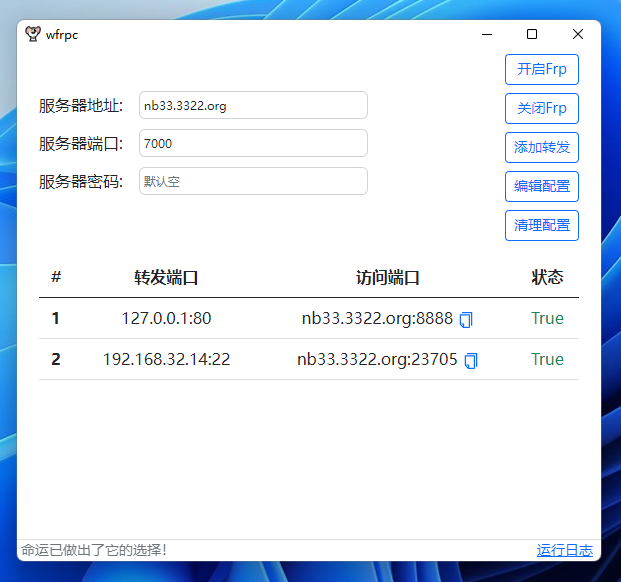 wfrpc
开启Frp
服务器地址: nb33.3322.org
关闭Frp
服务器端口: 7000
添加转发
服务器密码: 默认空
编辑配置
清理配置
# 转发端口 访问端口 状态
1 127.0.0.1:80 nb33.3322.org:8888 True
2 192.168.32.14:22 nb33.3322.org:23705 True
命运已做出了它的选择! 运行日志